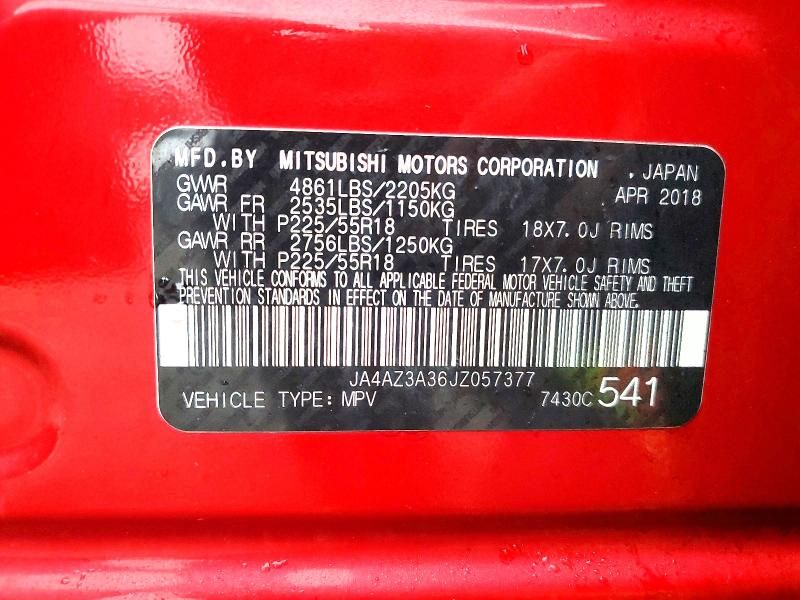 MFD.BY MITSUBISHI MOTORS CORPORATION . JAPAN
GVWR 4861LBS/2205KG APR 2018
GAWR FR 2535LBS/1150KG
WITH P225/55R18 TIRES 18X7.0J RIMS
GAWR RR 2756LBS/1250KG
WITH P225/55R18 TIRES 17X7.0J RIMS
THIS VEHICLE CONFORMS TO ALL APPLICABLE FEDERAL MOTOR VEHICLE SAFETY AND THEFT
PREVENTION STANDARDS IN EFFECT ON THE DATE OF MANUFACTURE SHOWN ABOVE.
JA4AZ3A36JZ057377
VEHICLE TYPE: MPV 7430C 541